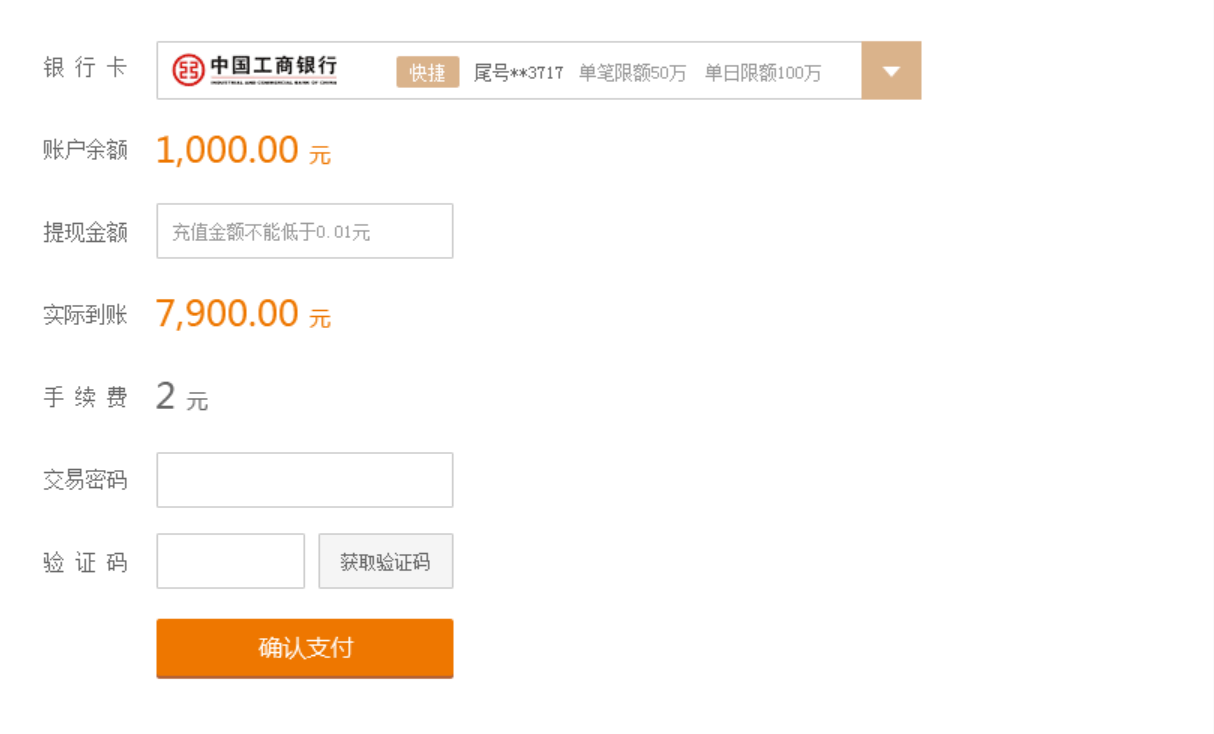 银 行 卡 中国工商银行 快捷 尾号**3717 单笔限额50万 单日限额100万
INDUSTRIAL AND COMMERCIAL BANK OF CHINA
账户余额 1,000.00 元
提现金额 充值金额不能低于0.01元
实际到账 7,900.00 元
手 续 费 2 元
交易密码
验 证 码 获取验证码
确认支付